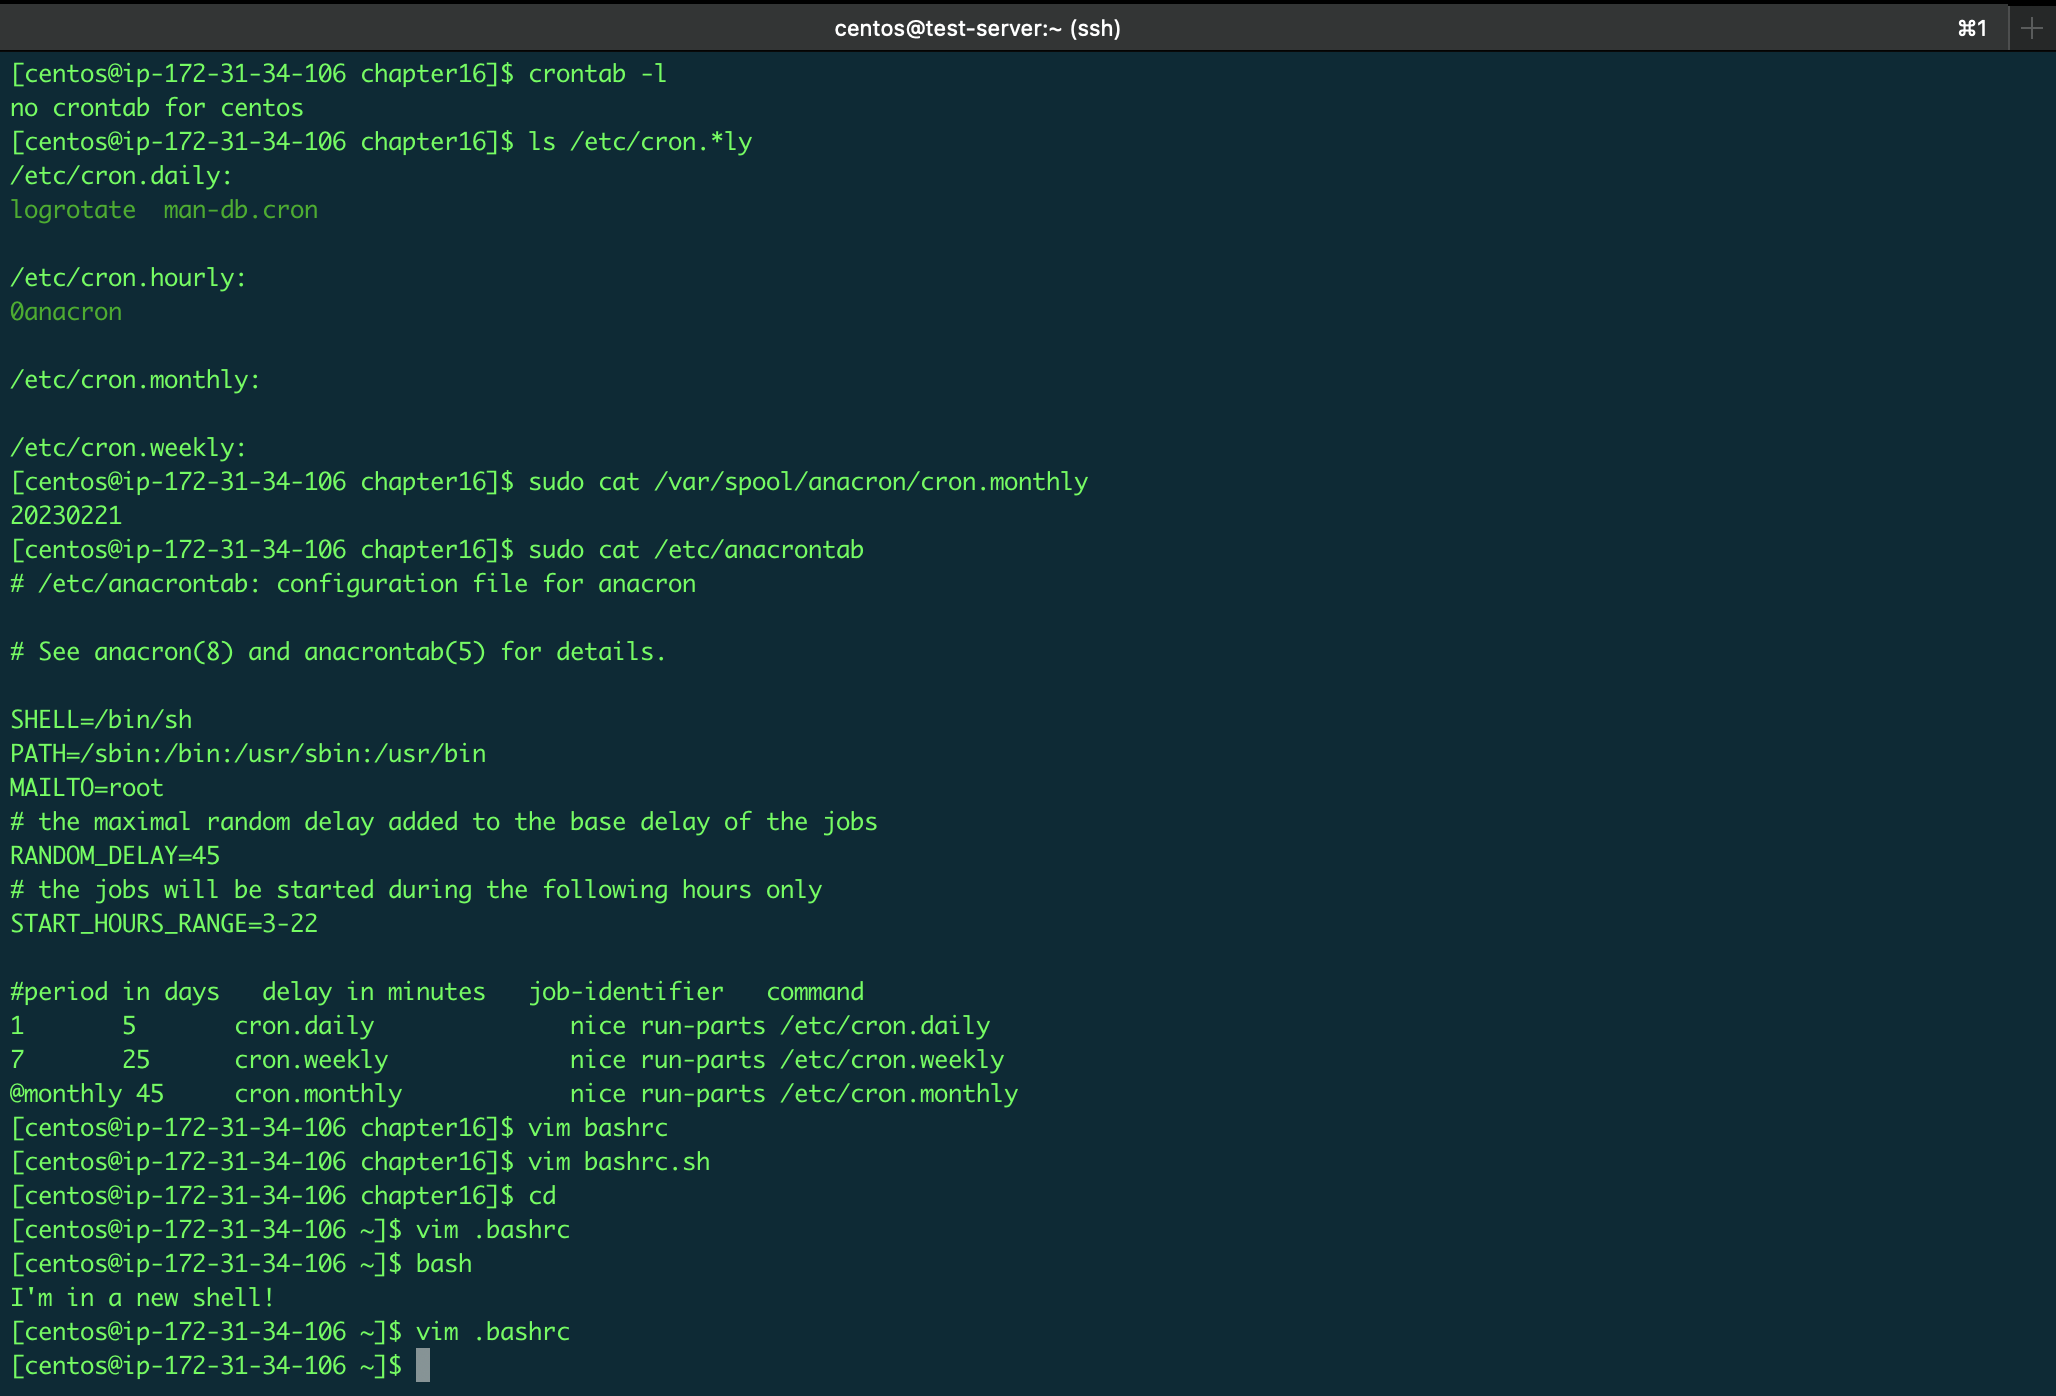 centos@test-server:~ (ssh)
⌘1
[centos@ip-172-31-34-106 chapter16]$ crontab -l
no crontab for centos
[centos@ip-172-31-34-106 chapter16]$ ls /etc/cron.*ly
/etc/cron.daily:
logrotate  man-db.cron

/etc/cron.hourly:
0anacron

/etc/cron.monthly:

/etc/cron.weekly:
[centos@ip-172-31-34-106 chapter16]$ sudo cat /var/spool/anacron/cron.monthly
20230221
[centos@ip-172-31-34-106 chapter16]$ sudo cat /etc/anacrontab
# /etc/anacrontab: configuration file for anacron

# See anacron(8) and anacrontab(5) for details.

SHELL=/bin/sh
PATH=/sbin:/bin:/usr/sbin:/usr/bin
MAILTO=root
# the maximal random delay added to the base delay of the jobs
RANDOM_DELAY=45
# the jobs will be started during the following hours only
START_HOURS_RANGE=3-22

#period in days   delay in minutes   job-identifier   command
1       5       cron.daily              nice run-parts /etc/cron.daily
7       25      cron.weekly             nice run-parts /etc/cron.weekly
@monthly 45     cron.monthly            nice run-parts /etc/cron.monthly
[centos@ip-172-31-34-106 chapter16]$ vim bashrc
[centos@ip-172-31-34-106 chapter16]$ vim bashrc.sh
[centos@ip-172-31-34-106 chapter16]$ cd
[centos@ip-172-31-34-106 ~]$ vim .bashrc
[centos@ip-172-31-34-106 ~]$ bash
I'm in a new shell!
[centos@ip-172-31-34-106 ~]$ vim .bashrc
[centos@ip-172-31-34-106 ~]$